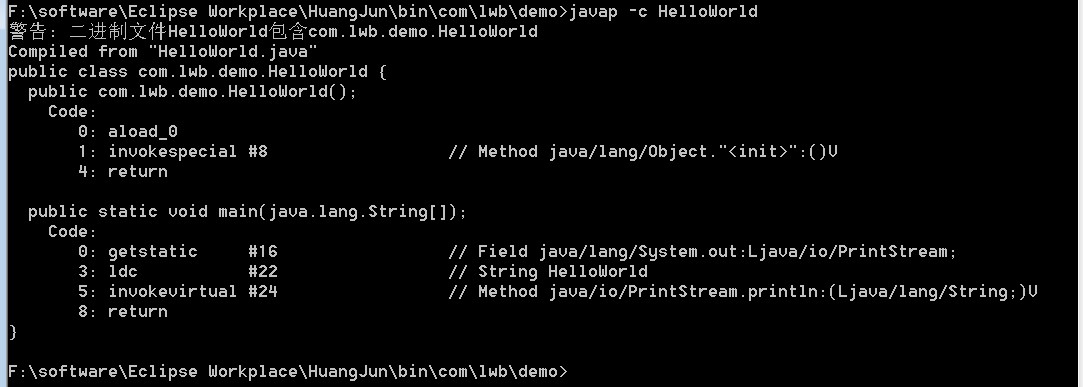 F:\software\Eclipse Workplace\HuangJun\bin\com\lwb\demo>javap -c HelloWorld
警告: 二进制文件HelloWorld包含com.lwb.demo.HelloWorld
Compiled from "HelloWorld.java"
public class com.lwb.demo.HelloWorld {
  public com.lwb.demo.HelloWorld();
    Code:
       0: aload_0
       1: invokespecial #8                  // Method java/lang/Object."<init>":()V
       4: return

  public static void main(java.lang.String[]);
    Code:
       0: getstatic     #16                 // Field java/lang/System.out:Ljava/io/PrintStream;
       3: ldc           #22                 // String HelloWorld
       5: invokevirtual #24                 // Method java/io/PrintStream.println:(Ljava/lang/String;)V
       8: return
}

F:\software\Eclipse Workplace\HuangJun\bin\com\lwb\demo>